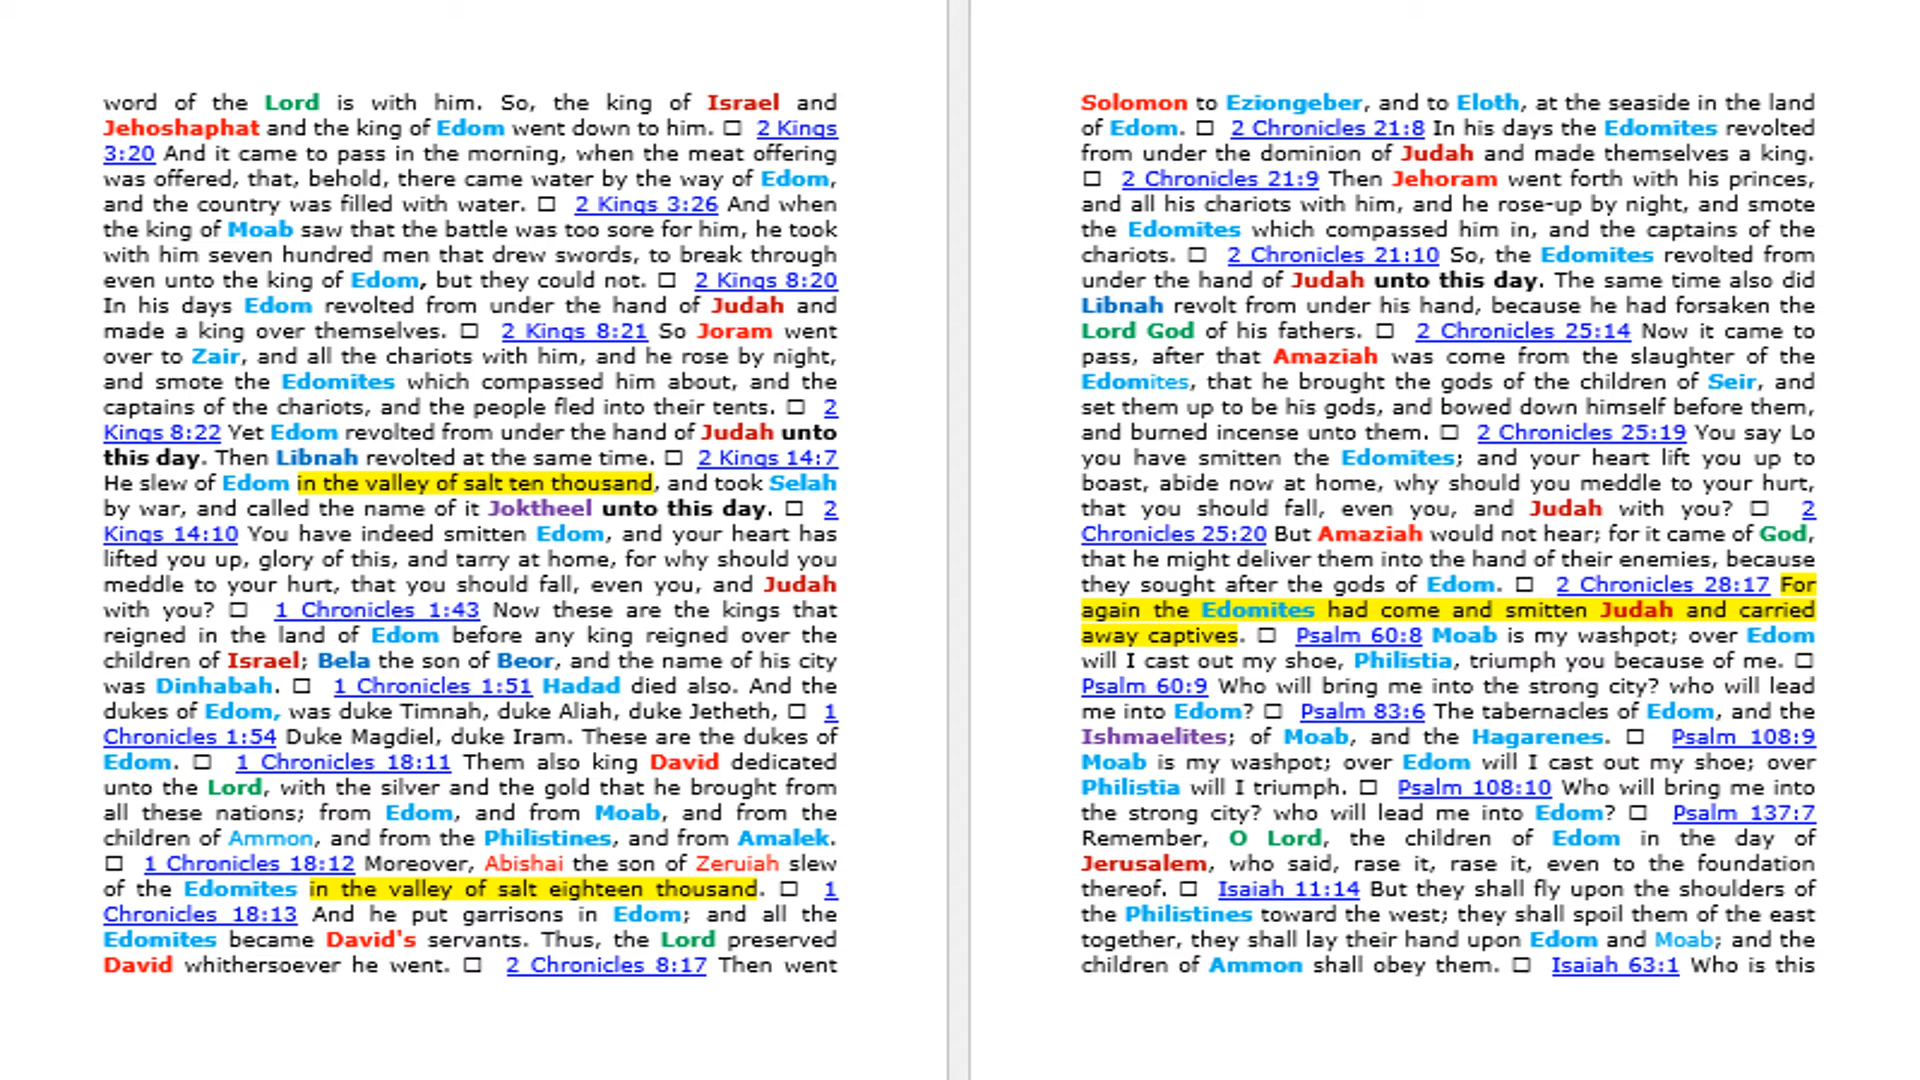 word of the Lord is with him. So, the king of Israel and
Jehoshaphat and the king of Edom went down to him. □ 2 Kings
3:20 And it came to pass in the morning, when the meat offering
was offered, that, behold, there came water by the way of Edom,
and the country was filled with water. □ 2 Kings 3:26 And when
the king of Moab saw that the battle was too sore for him, he took
with him seven hundred men that drew swords, to break through
even unto the king of Edom, but they could not. □ 2 Kings 8:20
In his days Edom revolted from under the hand of Judah and
made a king over themselves. □ 2 Kings 8:21 So Joram went
over to Zair, and all the chariots with him, and he rose by night,
and smote the Edomites which compassed him about, and the
captains of the chariots, and the people fled into their tents. □ 2
Kings 8:22 Yet Edom revolted from under the hand of Judah unto
this day. Then Libnah revolted at the same time. □ 2 Kings 14:7
He slew of Edom in the valley of salt ten thousand, and took Selah
by war, and called the name of it Joktheel unto this day. □ 2
Kings 14:10 You have indeed smitten Edom, and your heart has
lifted you up, glory of this, and tarry at home, for why should you
meddle to your hurt, that you should fall, even you, and Judah
with you? □ 1 Chronicles 1:43 Now these are the kings that
reigned in the land of Edom before any king reigned over the
children of Israel; Bela the son of Beor, and the name of his city
was Dinhabah. □ 1 Chronicles 1:51 Hadad died also. And the
dukes of Edom, was duke Timnah, duke Aliah, duke Jetheth, □ 1
Chronicles 1:54 Duke Magdiel, duke Iram. These are the dukes of
Edom. □ 1 Chronicles 18:11 Them also king David dedicated
unto the Lord, with the silver and the gold that he brought from
all these nations; from Edom, and from Moab, and from the
children of Ammon, and from the Philistines, and from Amalek.
□ 1 Chronicles 18:12 Moreover, Abishai the son of Zeruiah slew
of the Edomites in the valley of salt eighteen thousand. □ 1
Chronicles 18:13 And he put garrisons in Edom; and all the
Edomites became David's servants. Thus, the Lord preserved
David whithersoever he went. □ 2 Chronicles 8:17 Then went
Solomon to Eziongeber, and to Eloth, at the seaside in the land
of Edom. □ 2 Chronicles 21:8 In his days the Edomites revolted
from under the dominion of Judah and made themselves a king.
□ 2 Chronicles 21:9 Then Jehoram went forth with his princes,
and all his chariots with him, and he rose-up by night, and smote
the Edomites which compassed him in, and the captains of the
chariots. □ 2 Chronicles 21:10 So, the Edomites revolted from
under the hand of Judah unto this day. The same time also did
Libnah revolt from under his hand, because he had forsaken the
Lord God of his fathers. □ 2 Chronicles 25:14 Now it came to
pass, after that Amaziah was come from the slaughter of the
Edomites, that he brought the gods of the children of Seir, and
set them up to be his gods, and bowed down himself before them,
and burned incense unto them. □ 2 Chronicles 25:19 You say Lo
you have smitten the Edomites; and your heart lift you up to
boast, abide now at home, why should you meddle to your hurt,
that you should fall, even you, and Judah with you? □ 2
Chronicles 25:20 But Amaziah would not hear; for it came of God,
that he might deliver them into the hand of their enemies, because
they sought after the gods of Edom. □ 2 Chronicles 28:17 For
again the Edomites had come and smitten Judah and carried
away captives. □ Psalm 60:8 Moab is my washpot; over Edom
will I cast out my shoe, Philistia, triumph you because of me. □
Psalm 60:9 Who will bring me into the strong city? who will lead
me into Edom? □ Psalm 83:6 The tabernacles of Edom, and the
Ishmaelites; of Moab, and the Hagarenes. □ Psalm 108:9
Moab is my washpot; over Edom will I cast out my shoe; over
Philistia will I triumph. □ Psalm 108:10 Who will bring me into
the strong city? who will lead me into Edom? □ Psalm 137:7
Remember, O Lord, the children of Edom in the day of
Jerusalem, who said, rase it, rase it, even to the foundation
thereof. □ Isaiah 11:14 But they shall fly upon the shoulders of
the Philistines toward the west; they shall spoil them of the east
together, they shall lay their hand upon Edom and Moab; and the
children of Ammon shall obey them. □ Isaiah 63:1 Who is this